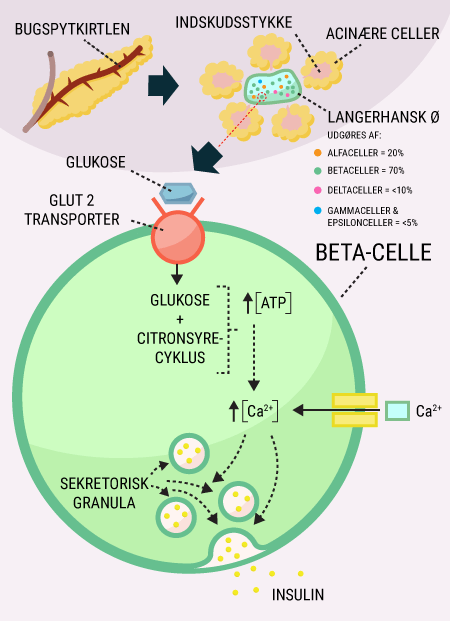 BUGSPYTKIRTLEN
INDSKUDSSTYKKE
ACINÆRE CELLER
LANGERHANSK Ø
UDGØRES AF:
ALFACELLER = 20%
BETACELLER = 70%
DELTACELLER = <10%
GAMMACELLER &
EPSILONCELLER = <5%
GLUKOSE
GLUT 2
TRANSPORTER
BETA-CELLE
GLUKOSE
+
CITRONSYRE-
CYKLUS
[ATP]
[Ca²⁺]
Ca²⁺
SEKRETORISK
GRANULA
INSULIN